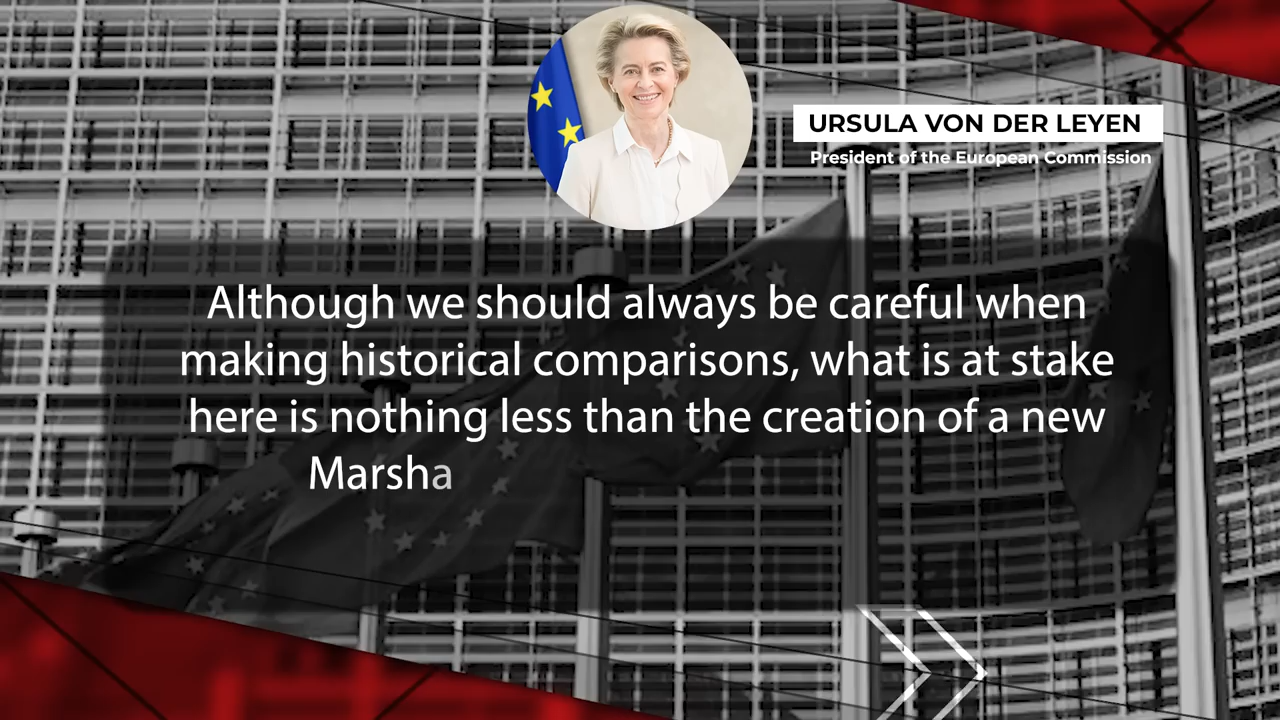 URSULA VON DER LEYEN
President of the European Commission
Although we should always be careful when
making historical comparisons, what is at stake
here is nothing less than the creation of a new
Marsha